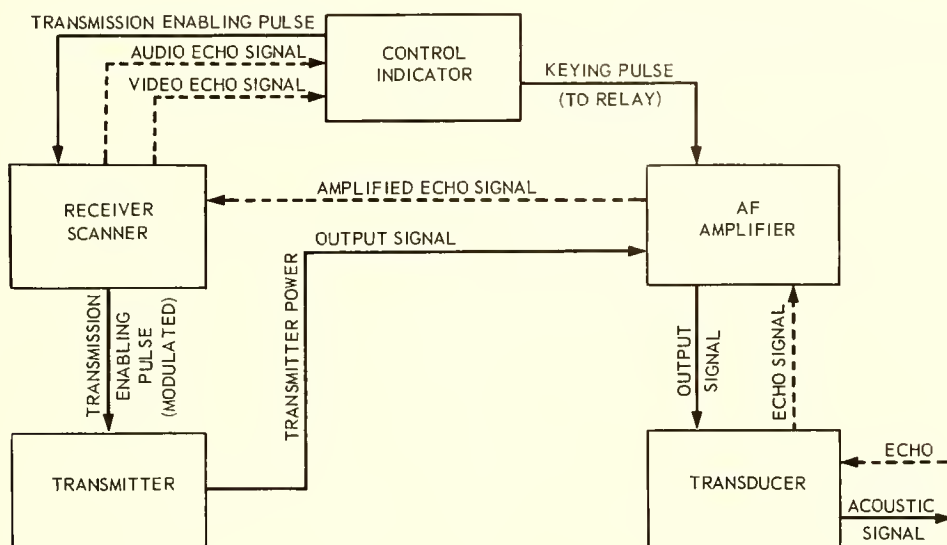 TRANSMISSION ENABLING PULSE
AUDIO ECHO SIGNAL
VIDEO ECHO SIGNAL
CONTROL
INDICATOR
KEYING PULSE
(TO RELAY)
RECEIVER
SCANNER
AMPLIFIED ECHO SIGNAL
AF
AMPLIFIER
OUTPUT SIGNAL
TRANSMITTER POWER
TRANSMISSION
ENABLING
PULSE
(MODULATED)
OUTPUT
SIGNAL
ECHO SIGNAL
TRANSMITTER
TRANSDUCER
ECHO
ACOUSTIC
SIGNAL